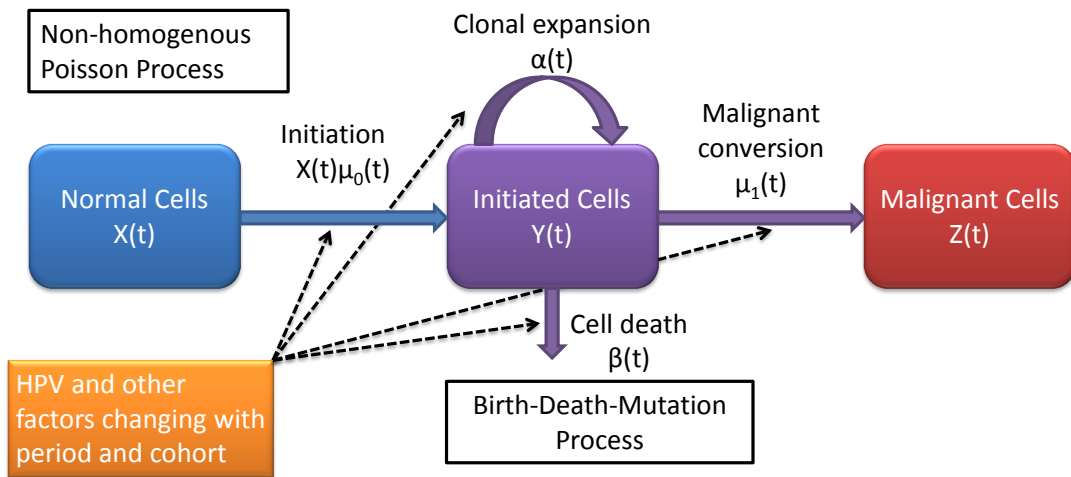 Non-homogenous
Poisson Process
Clonal expansion
α(t)
Initiation
X(t)μ₀(t)
Malignant
conversion
μ₁(t)
Normal Cells
X(t)
Initiated Cells
Y(t)
Malignant Cells
Z(t)
Cell death
β(t)
HPV and other
factors changing with
period and cohort
Birth-Death-Mutation
Process